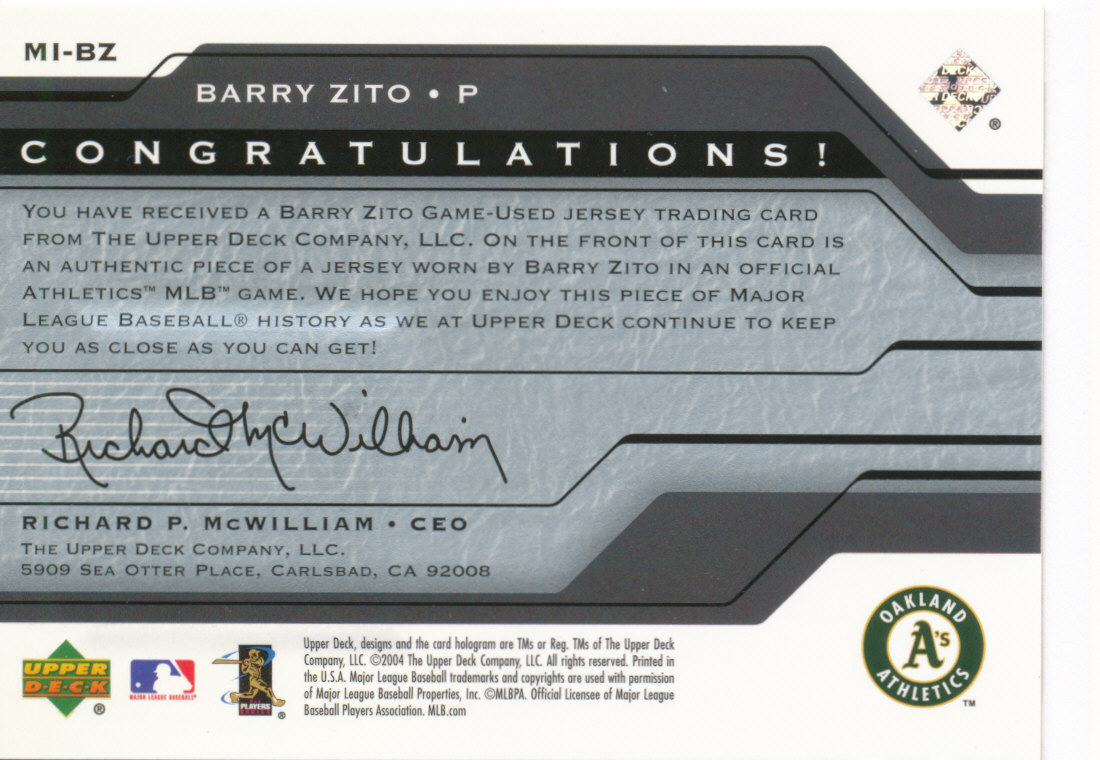 MI-BZ
BARRY ZITO • P
CONGRATULATIONS!
YOU HAVE RECEIVED A BARRY ZITO GAME-USED JERSEY TRADING CARD
FROM THE UPPER DECK COMPANY, LLC. ON THE FRONT OF THIS CARD IS
AN AUTHENTIC PIECE OF A JERSEY WORN BY BARRY ZITO IN AN OFFICIAL
ATHLETICS™ MLB™ GAME. WE HOPE YOU ENJOY THIS PIECE OF MAJOR
LEAGUE BASEBALL® HISTORY AS WE AT UPPER DECK CONTINUE TO KEEP
YOU AS CLOSE AS YOU CAN GET!
Richard McWilliam
RICHARD P. McWILLIAM • CEO
THE UPPER DECK COMPANY, LLC.
5909 SEA OTTER PLACE, CARLSBAD, CA 92008
UPPER
D·E·C·K
®
MAJOR LEAGUE BASEBALL
PLAYERS
CHOICE
®
Upper Deck, designs and the card hologram are TMs or Reg. TMs of The Upper Deck
Company, LLC. ©2004 The Upper Deck Company, LLC. All rights reserved. Printed in
the U.S.A. Major League Baseball trademarks and copyrights are used with permission
of Major League Baseball Properties, Inc. ©MLBPA. Official Licensee of Major League
Baseball Players Association. MLB.com
OAKLAND
A's
ATHLETICS
™